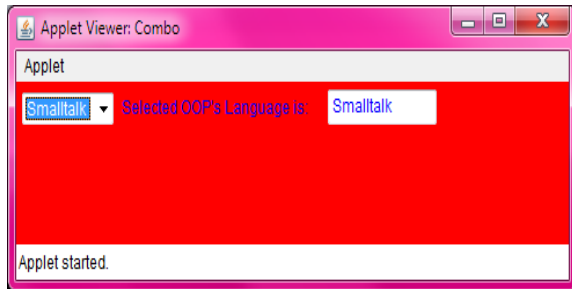 Applet Viewer: Combo
Applet
Smalltalk Selected OOP's Language is: Smalltalk
Applet started.